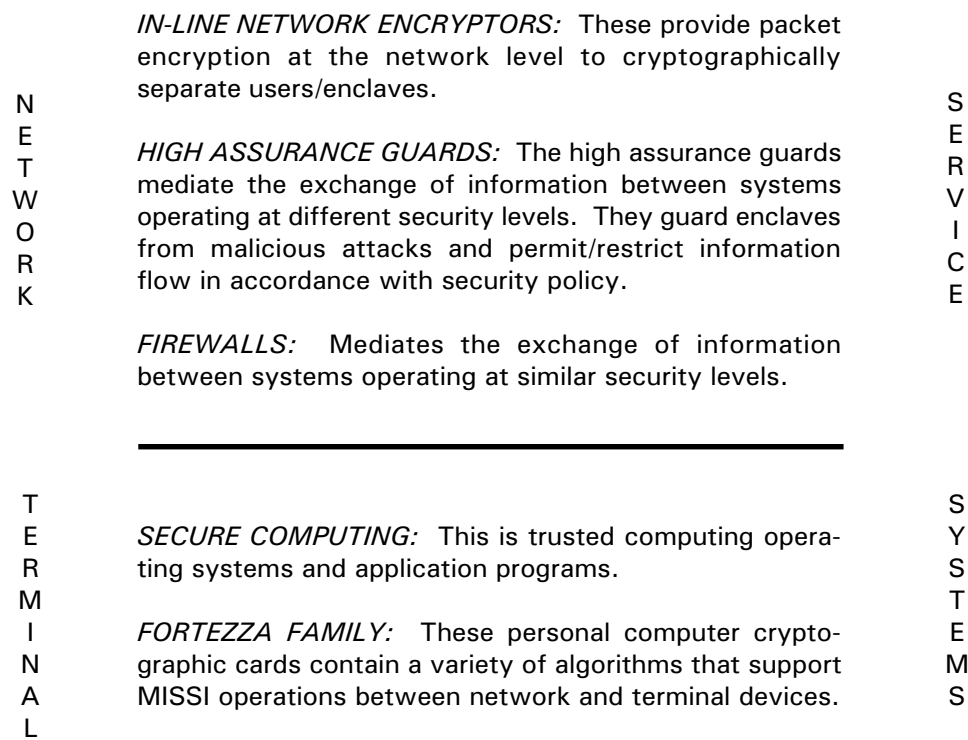 IN-LINE NETWORK ENCRYPTORS: These provide packet
encryption at the network level to cryptographically
separate users/enclaves.
NETWORK
HIGH ASSURANCE GUARDS: The high assurance guards
mediate the exchange of information between systems
operating at different security levels. They guard enclaves
from malicious attacks and permit/restrict information
flow in accordance with security policy.
SERVICE
FIREWALLS: Mediates the exchange of information
between systems operating at similar security levels.
TERMINAL
SECURE COMPUTING: This is trusted computing opera-
ting systems and application programs.
FORTEZZA FAMILY: These personal computer crypto-
graphic cards contain a variety of algorithms that support
MISSI operations between network and terminal devices.
SYSTEMS